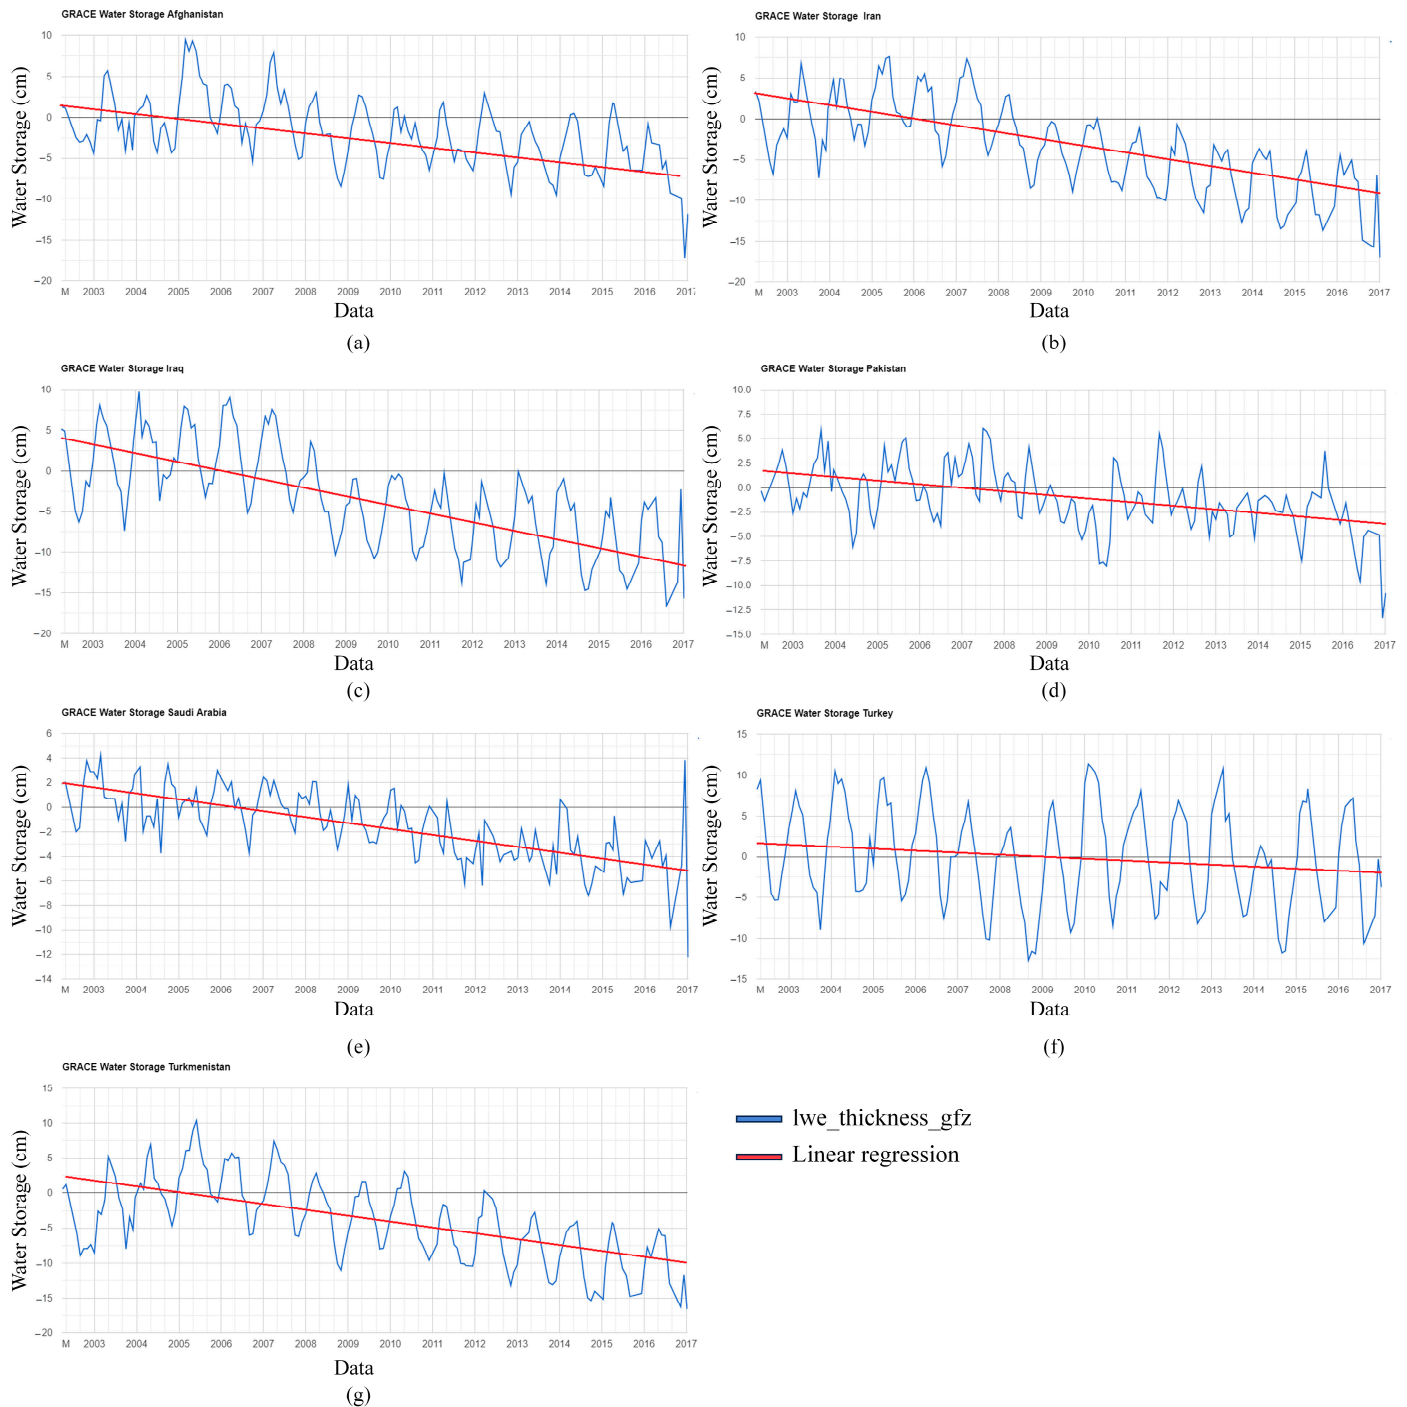 GRACE Water Storage Afghanistan
Water Storage (cm)
10
5
0
−5
−10
−15
−20
M 2003 2004 2005 2006 2007 2008 2009 2010 2011 2012 2013 2014 2015 2016 2017
Data
(a)
GRACE Water Storage Iran
Water Storage (cm)
10
5
0
−5
−10
−15
−20
M 2003 2004 2005 2006 2007 2008 2009 2010 2011 2012 2013 2014 2015 2016 2017
Data
(b)
GRACE Water Storage Iraq
Water Storage (cm)
10
5
0
−5
−10
−15
−20
M 2003 2004 2005 2006 2007 2008 2009 2010 2011 2012 2013 2014 2015 2016 2017
Data
(c)
GRACE Water Storage Pakistan
Water Storage (cm)
10.0
7.5
5.0
2.5
0.0
−2.5
−5.0
−7.5
−10.0
−12.5
−15.0
M 2003 2004 2005 2006 2007 2008 2009 2010 2011 2012 2013 2014 2015 2016 2017
Data
(d)
GRACE Water Storage Saudi Arabia
Water Storage (cm)
6
4
2
0
−2
−4
−6
−8
−10
−12
−14
M 2003 2004 2005 2006 2007 2008 2009 2010 2011 2012 2013 2014 2015 2016 2017
Data
(e)
GRACE Water Storage Turkey
Water Storage (cm)
15
10
5
0
−5
−10
−15
M 2003 2004 2005 2006 2007 2008 2009 2010 2011 2012 2013 2014 2015 2016 2017
Data
(f)
GRACE Water Storage Turkmenistan
Water Storage (cm)
15
10
5
0
−5
−10
−15
−20
M 2003 2004 2005 2006 2007 2008 2009 2010 2011 2012 2013 2014 2015 2016 2017
Data
(g)
lwe_thickness_gfz
Linear regression